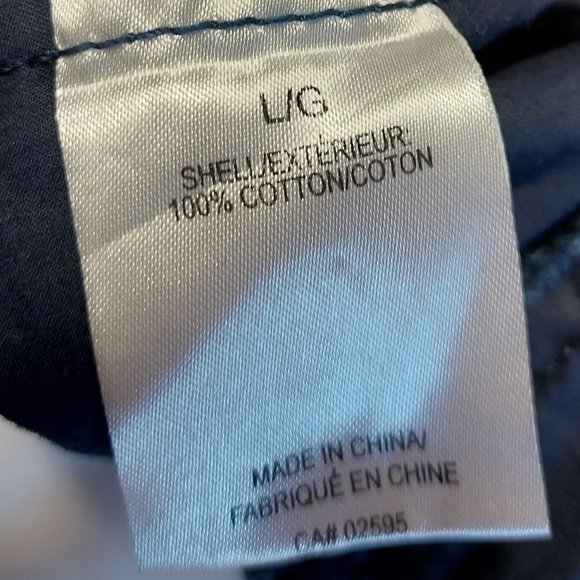 L/G
SHELL/EXTÉRIEUR:
100% COTTON/COTON
MADE IN CHINA/
FABRIQUÉ EN CHINE
CA# 02595